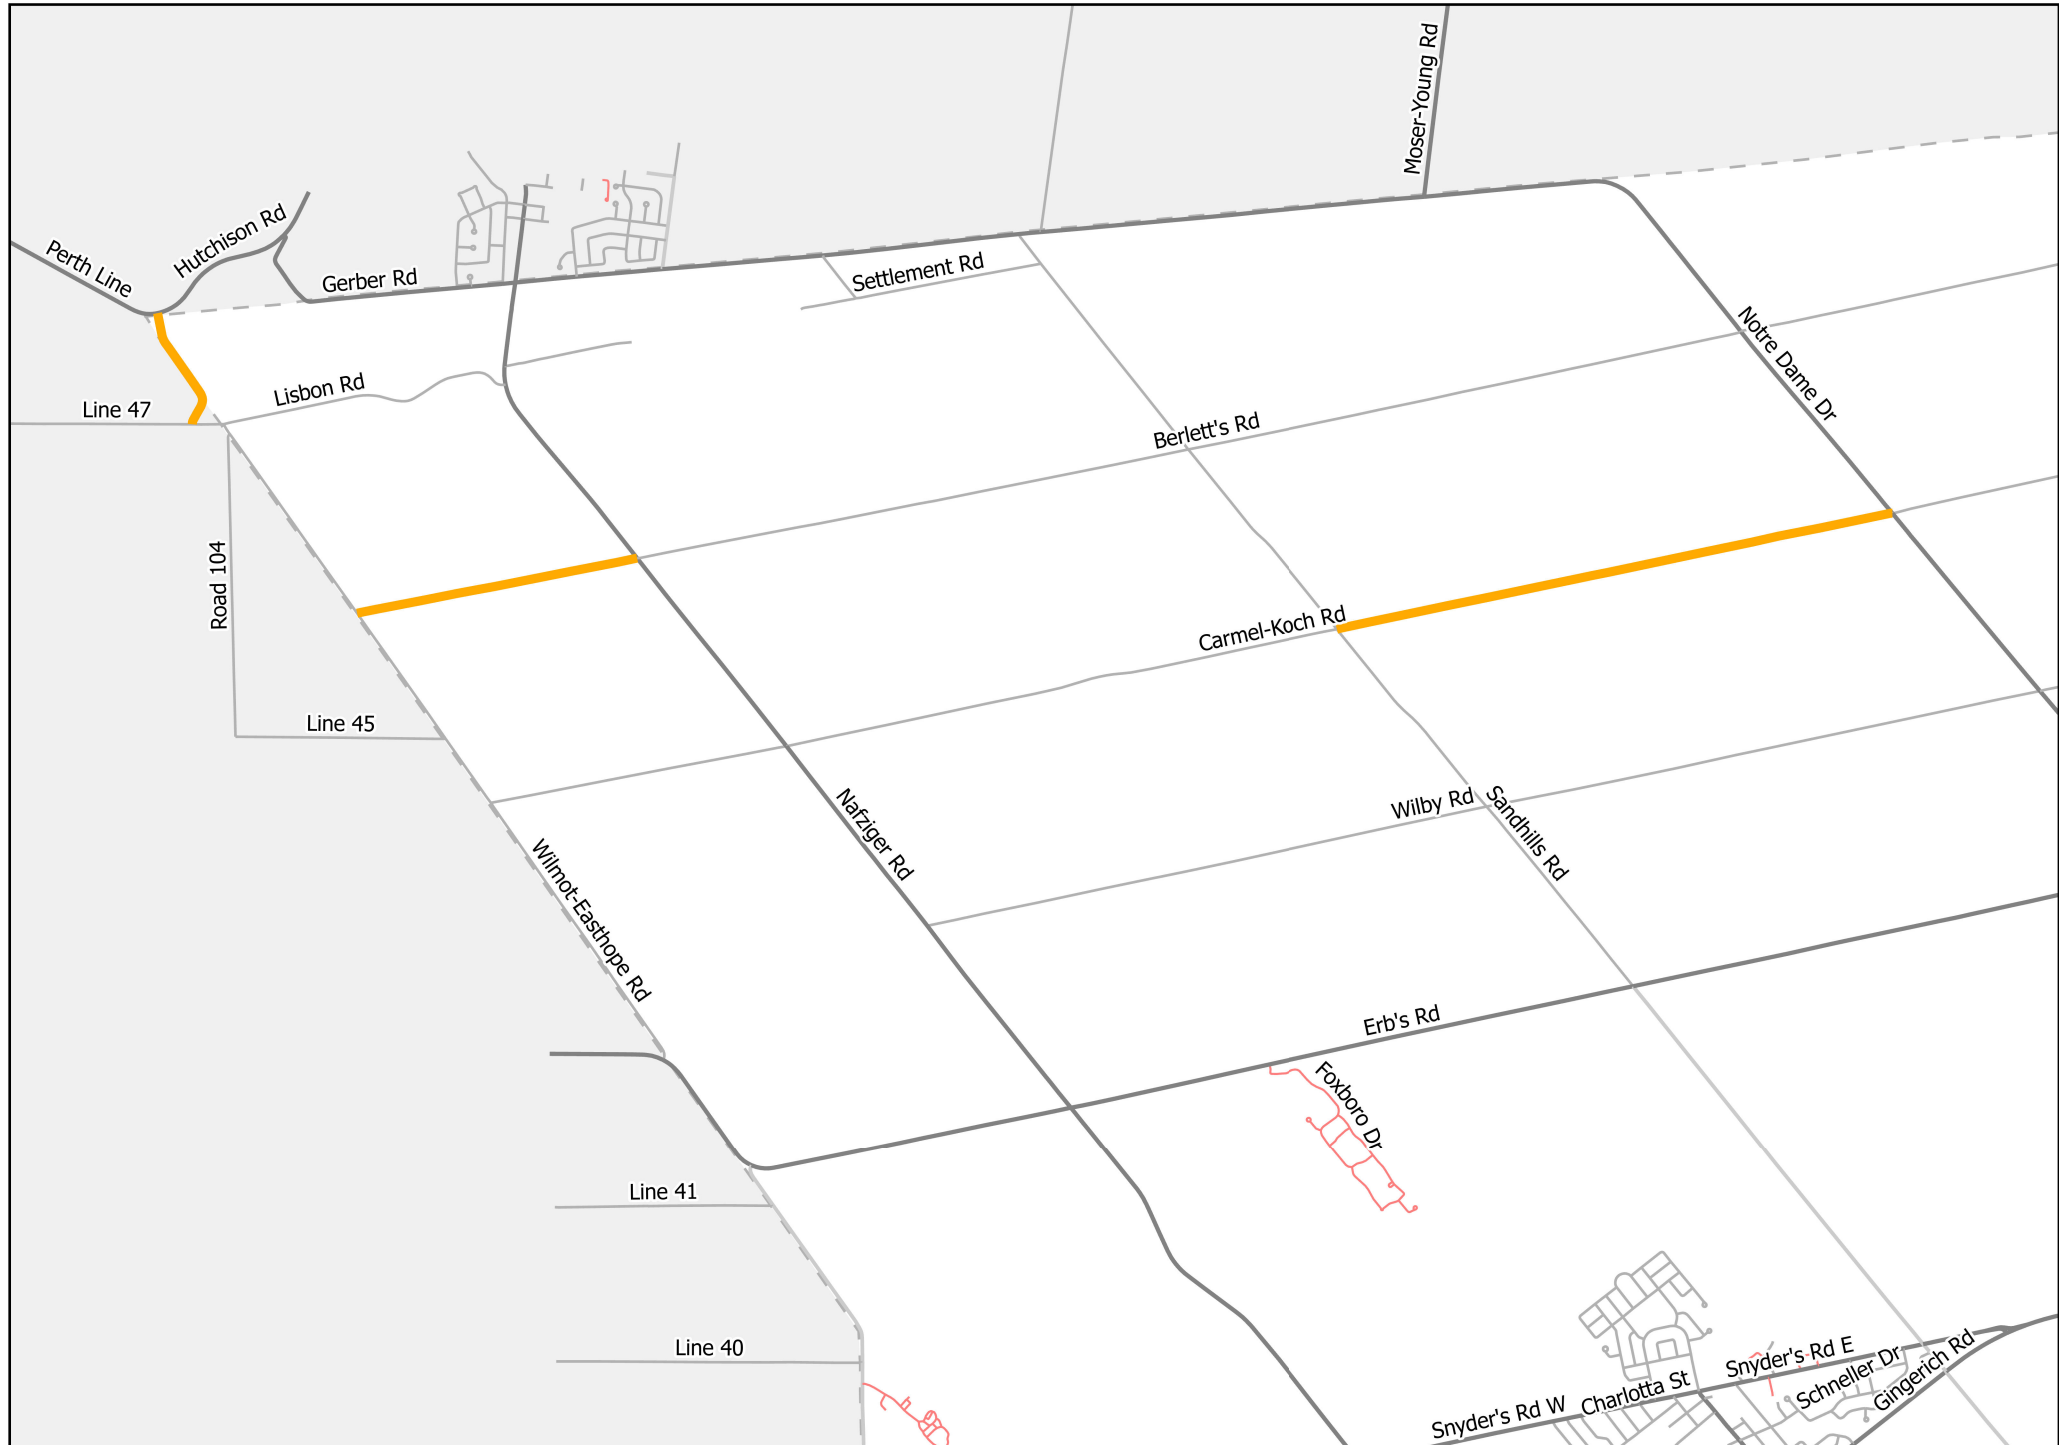 Moser-Young Rd
Hutchison Rd
Perth Line
Gerber Rd
Settlement Rd
Notre Dame Dr
Lisbon Rd
Line 47
Berlett's Rd
Road 104
Carmel-Koch Rd
Line 45
Nafziger Rd
Wilby Rd
Sandhills Rd
Wilmot-Easthope Rd
Erb's Rd
Foxboro Dr
Line 41
Line 40
Snyder's Rd E
Schneller Dr
Gingerich Rd
Charlotta St
Snyder's Rd W